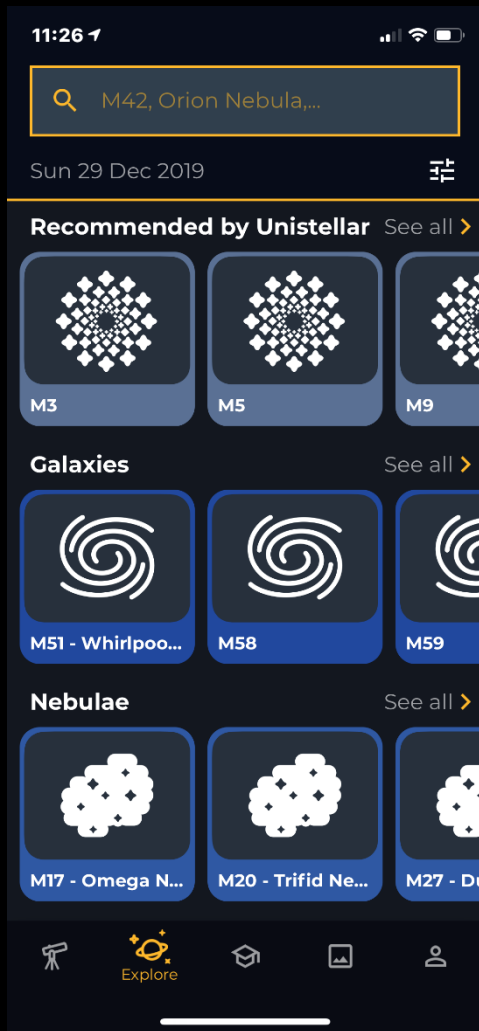 11:26
M42, Orion Nebula,...
Sun 29 Dec 2019
Recommended by Unistellar See all
M3 M5 M9
Galaxies See all
M51 - Whirlpoo... M58 M59
Nebulae See all
M17 - Omega N... M20 - Trifid Ne... M27 - Du
Explore